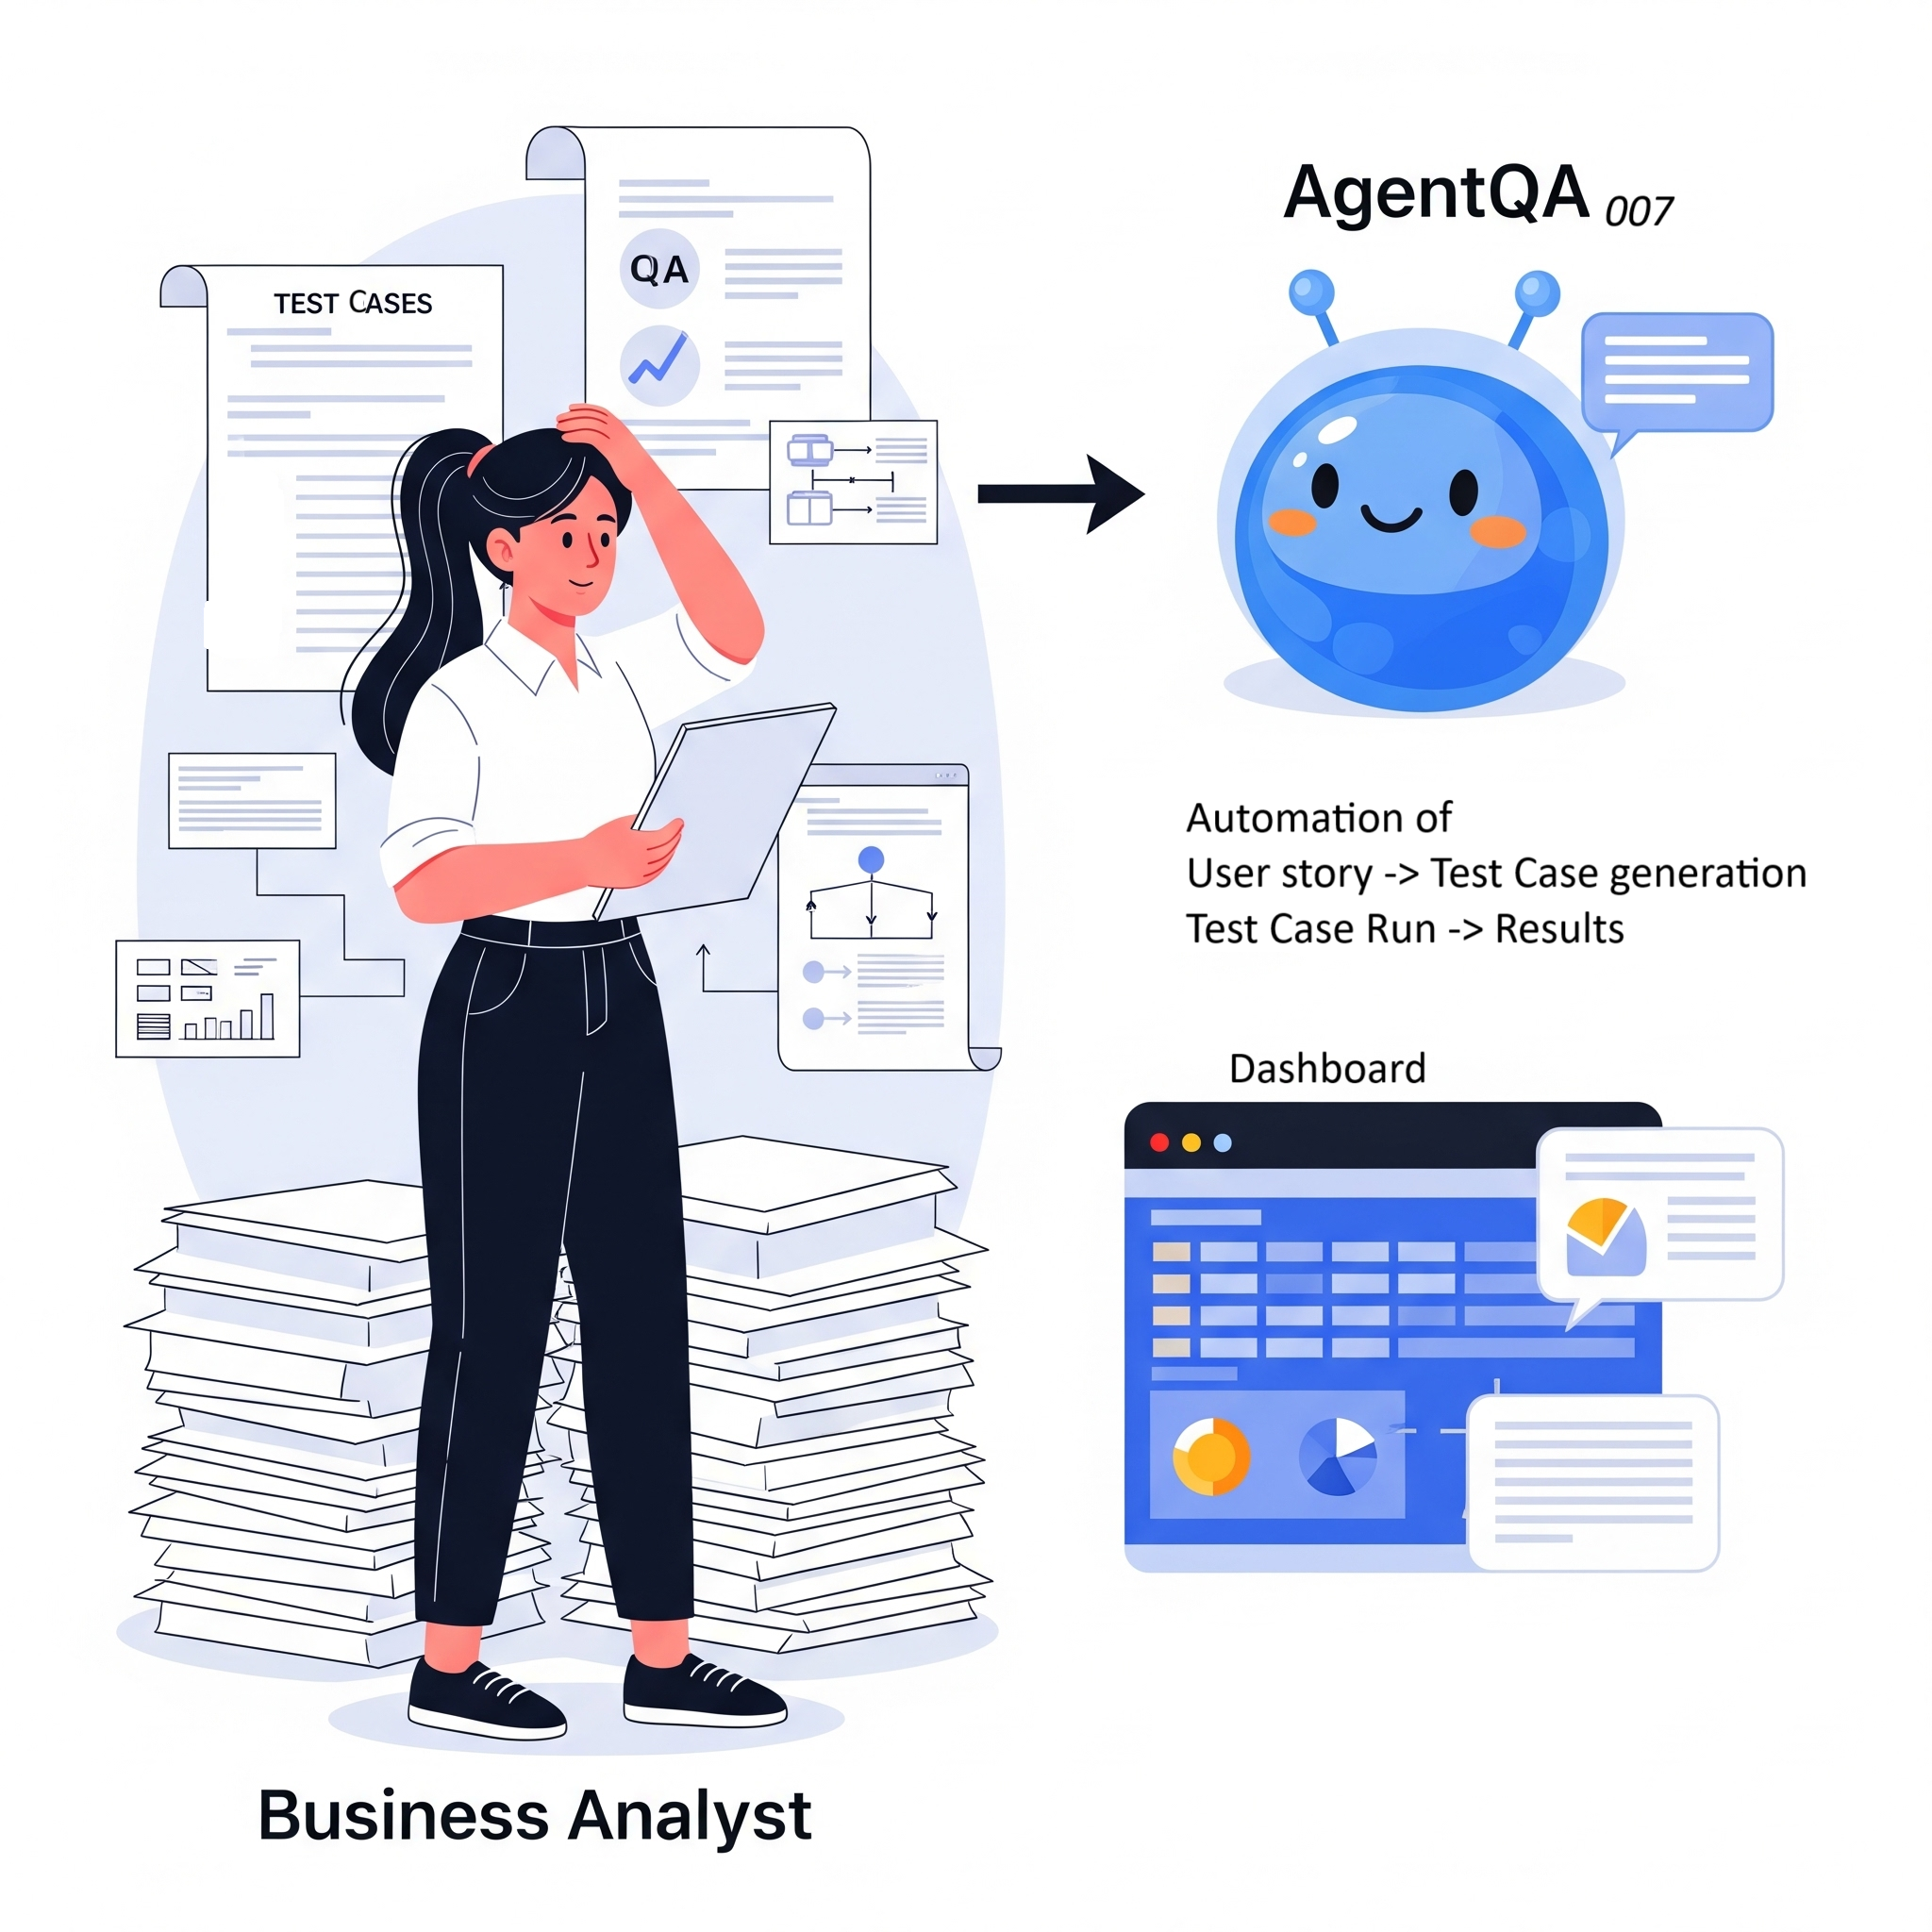 TEST CASES
QA
Business Analyst
AgentQA 007
Automation of
User story -> Test Case generation
Test Case Run -> Results
Dashboard